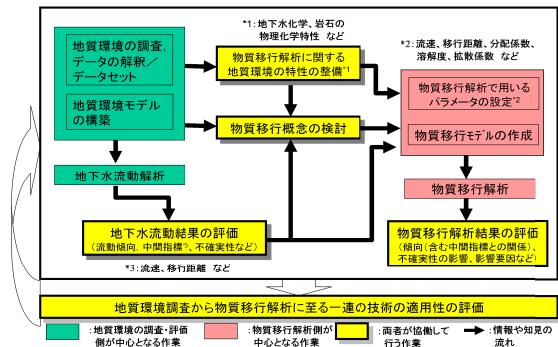 *1:地下水化学、岩石の
物理化学特性 など
地質環境の調査,
データの解釈／
データセット
地質環境モデル
の構築
物質移行解析に関する
地質環境の特性の整備*1
*2:流速、移行距離、分配係数、
溶解度、拡散係数 など
物質移行解析で用いる
パラメータの設定*2
物質移行概念の検討
物質移行ﾓﾃﾞﾙの作成
地下水流動解析
物質移行解析
地下水流動結果の評価
(流動傾向, 中間指標*3、不確実性など)
物質移行解析結果の評価
(傾向(含む中間指標との関係)、
不確実性の影響、影響要因など)
*3:流速、移行距離 など
地質環境調査から物質移行解析に至る一連の技術の適用性の評価
:地質環境の調査・評価
側が中心となる作業
:物質移行解析側が
中心となる作業
:両者が協働して
行う作業
:情報や知見の
流れ